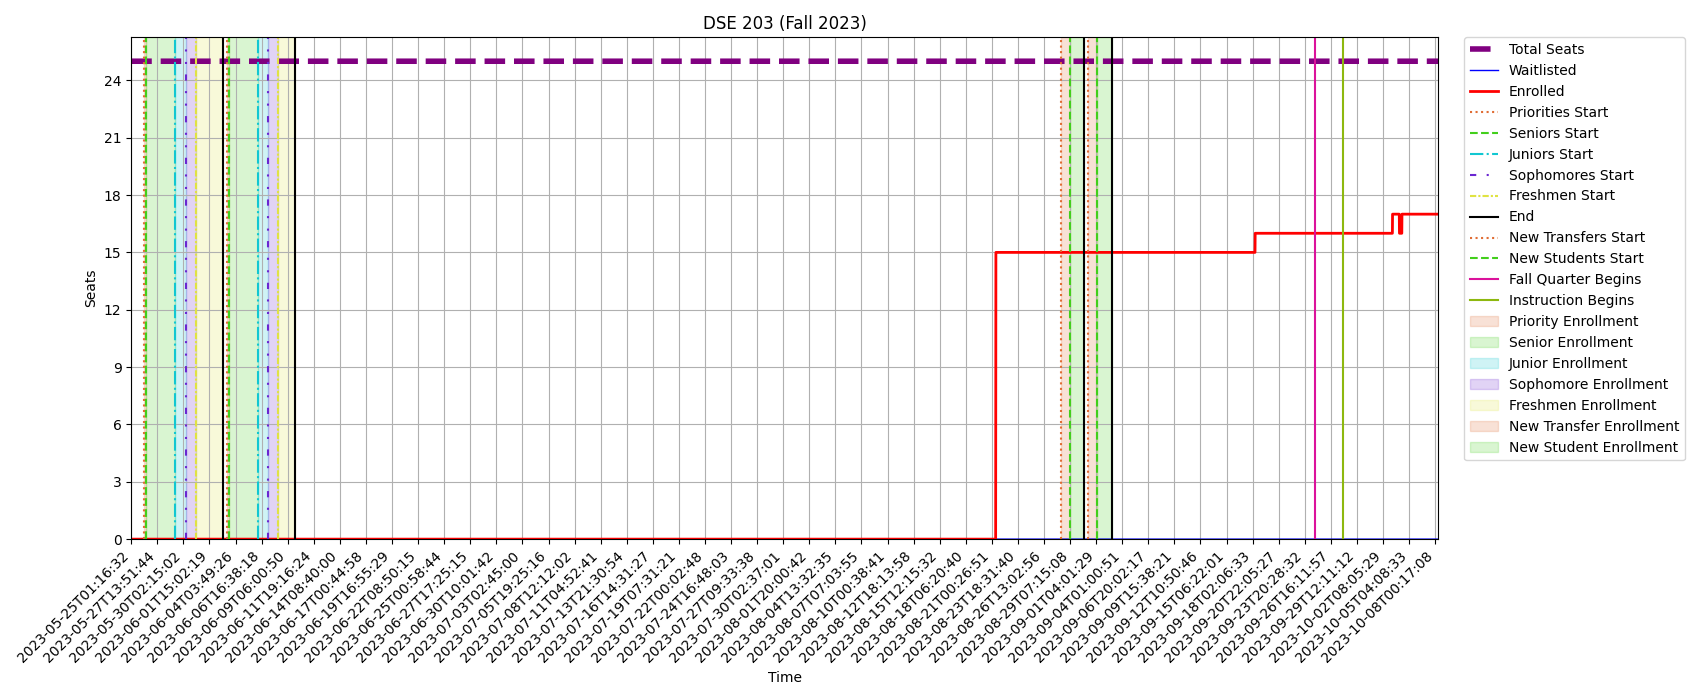 DSE 203 (Fall 2023)
Seats
24
21
18
15
12
9
6
3
0
2023-05-25T01:16:32
2023-05-27T13:51:44
2023-05-30T02:15:02
2023-06-01T15:02:19
2023-06-04T03:49:26
2023-06-06T16:38:18
2023-06-09T06:00:50
2023-06-11T19:16:24
2023-06-14T08:40:00
2023-06-17T00:44:58
2023-06-19T16:55:29
2023-06-22T08:50:15
2023-06-25T00:58:44
2023-06-27T17:25:15
2023-06-30T10:01:42
2023-07-03T02:45:00
2023-07-05T19:25:16
2023-07-08T12:12:02
2023-07-11T04:52:41
2023-07-13T21:30:54
2023-07-16T14:31:27
2023-07-19T07:31:21
2023-07-22T00:02:48
2023-07-24T16:48:03
2023-07-27T09:33:38
2023-07-30T02:37:01
2023-08-01T20:00:42
2023-08-04T13:32:35
2023-08-07T07:03:55
2023-08-10T00:38:41
2023-08-12T18:13:58
2023-08-15T12:15:32
2023-08-18T06:20:40
2023-08-21T00:26:51
2023-08-23T18:31:40
2023-08-26T13:02:56
2023-08-29T07:15:08
2023-09-01T04:01:29
2023-09-04T01:00:51
2023-09-06T20:02:17
2023-09-09T15:38:21
2023-09-12T10:50:46
2023-09-15T06:22:01
2023-09-18T02:06:33
2023-09-20T22:05:27
2023-09-23T20:28:32
2023-09-26T16:11:57
2023-09-29T12:11:12
2023-10-02T08:05:29
2023-10-05T04:08:33
2023-10-08T00:17:08
Time
Total Seats
Waitlisted
Enrolled
Priorities Start
Seniors Start
Juniors Start
Sophomores Start
Freshmen Start
End
New Transfers Start
New Students Start
Fall Quarter Begins
Instruction Begins
Priority Enrollment
Senior Enrollment
Junior Enrollment
Sophomore Enrollment
Freshmen Enrollment
New Transfer Enrollment
New Student Enrollment